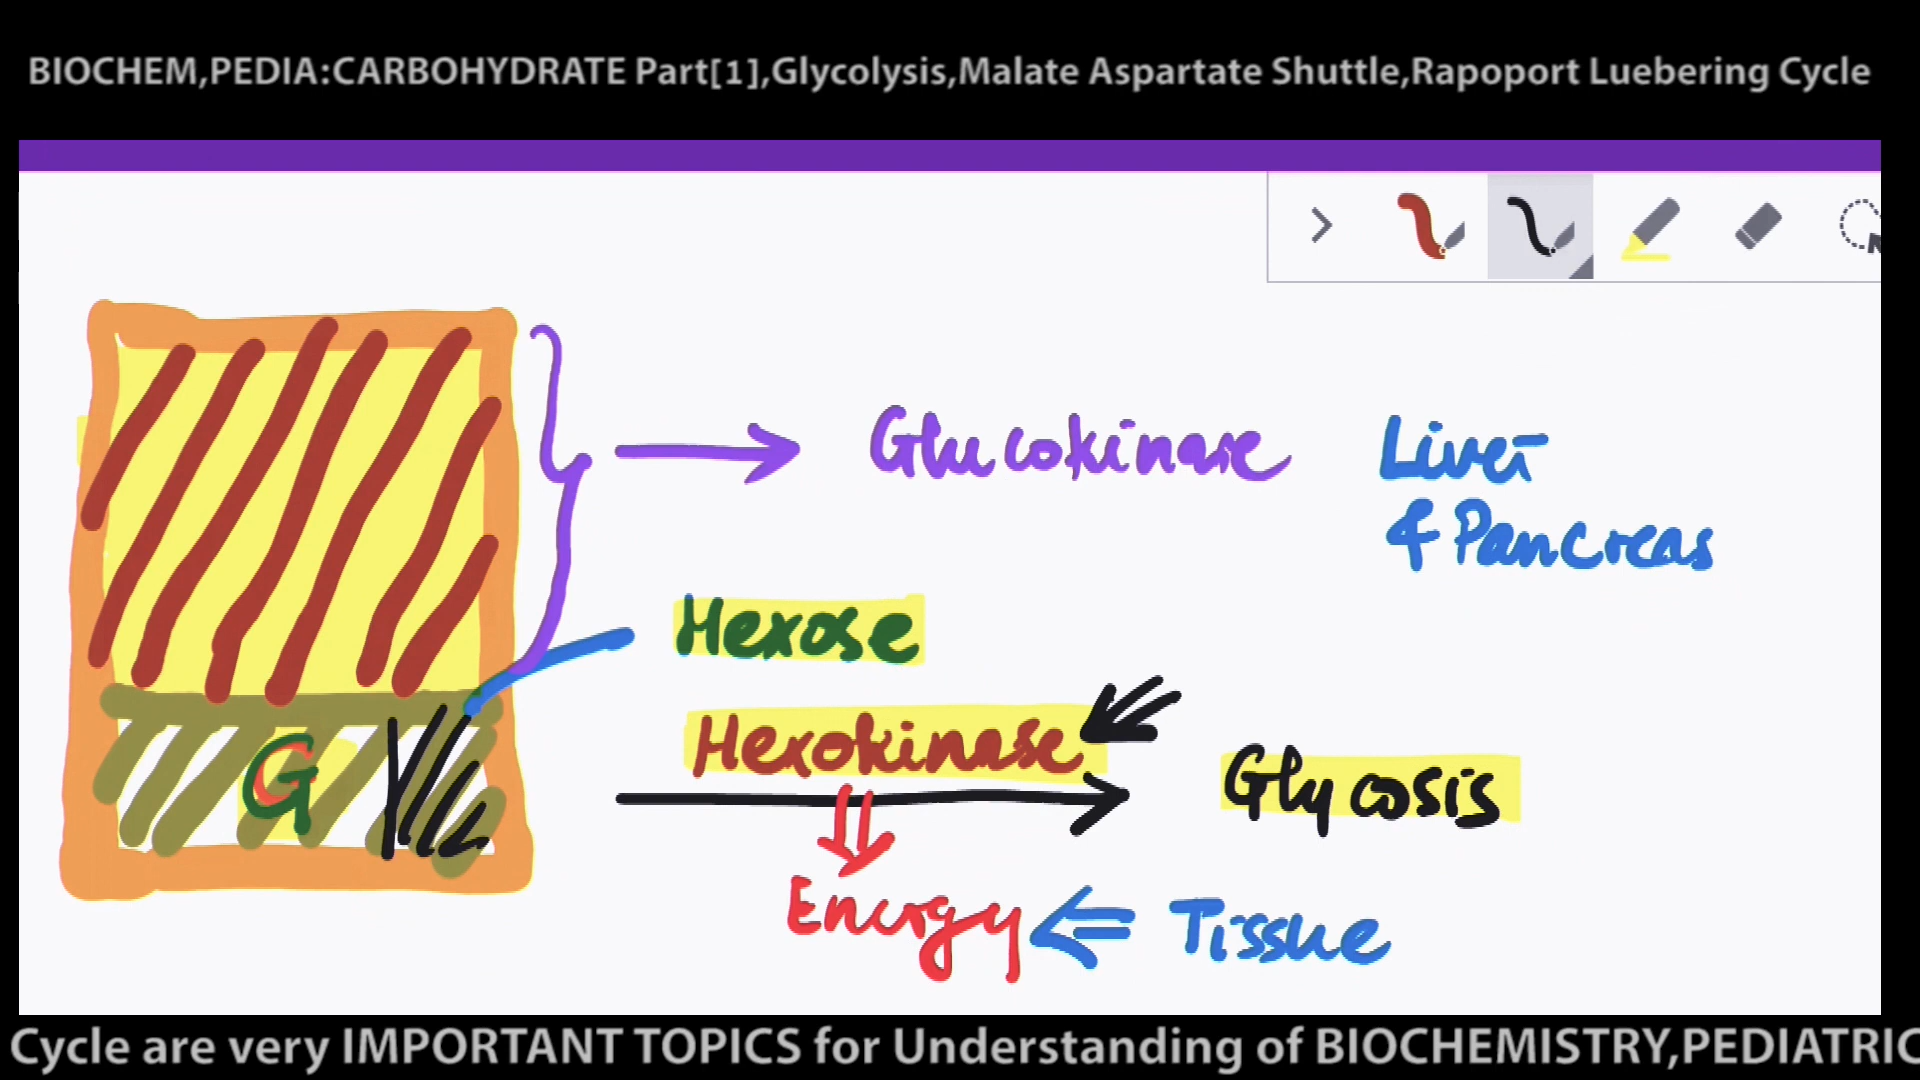 BIOCHEM,PEDIA:CARBOHYDRATE Part[1],Glycolysis,Malate Aspartate Shuttle,Rapoport Luebering Cycle
Glucokinase Liver
& Pancreas
Hexose
Hexokinase
G
Glycosis
Energy Tissue
Cycle are very IMPORTANT TOPICS for Understanding of BIOCHEMISTRY,PEDIATRIC